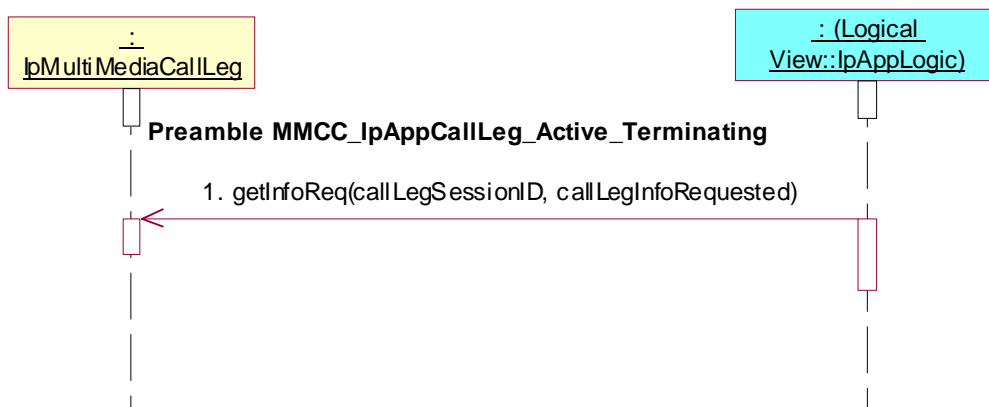 :
IpMultiMediaCallLeg
: (Logical
View::IpAppLogic)
Preamble MMCC_IpAppCallLeg_Active_Terminating
1. getInfoReq(callLegSessionID, callLegInfoRequested)